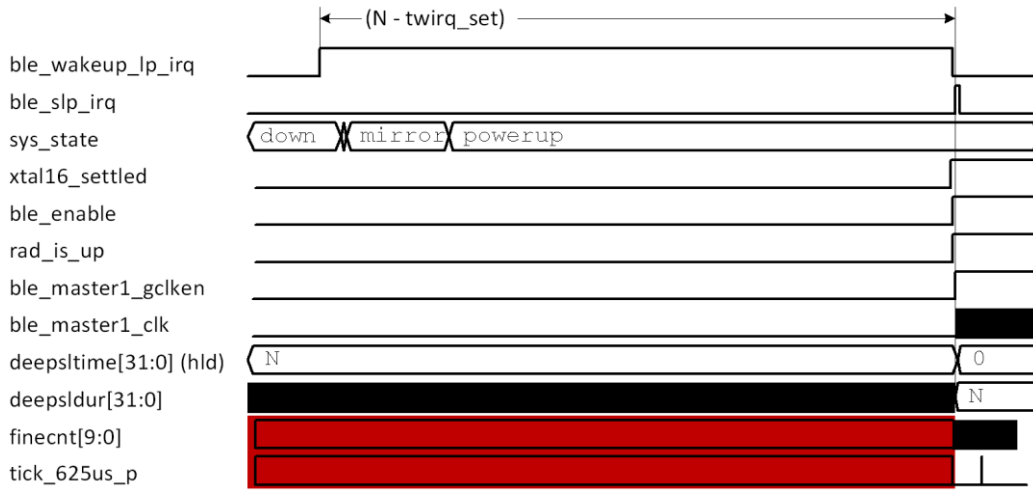 (N - twirq_set)
ble_wakeup_lp_irq
ble_slp_irq
sys_state down mirror powerup
xtal16_settled
ble_enable
rad_is_up
ble_master1_gclken
ble_master1_clk
deepsltime[31:0] (hld) N 0
deepsldur[31:0] N
finecnt[9:0]
tick_625us_p